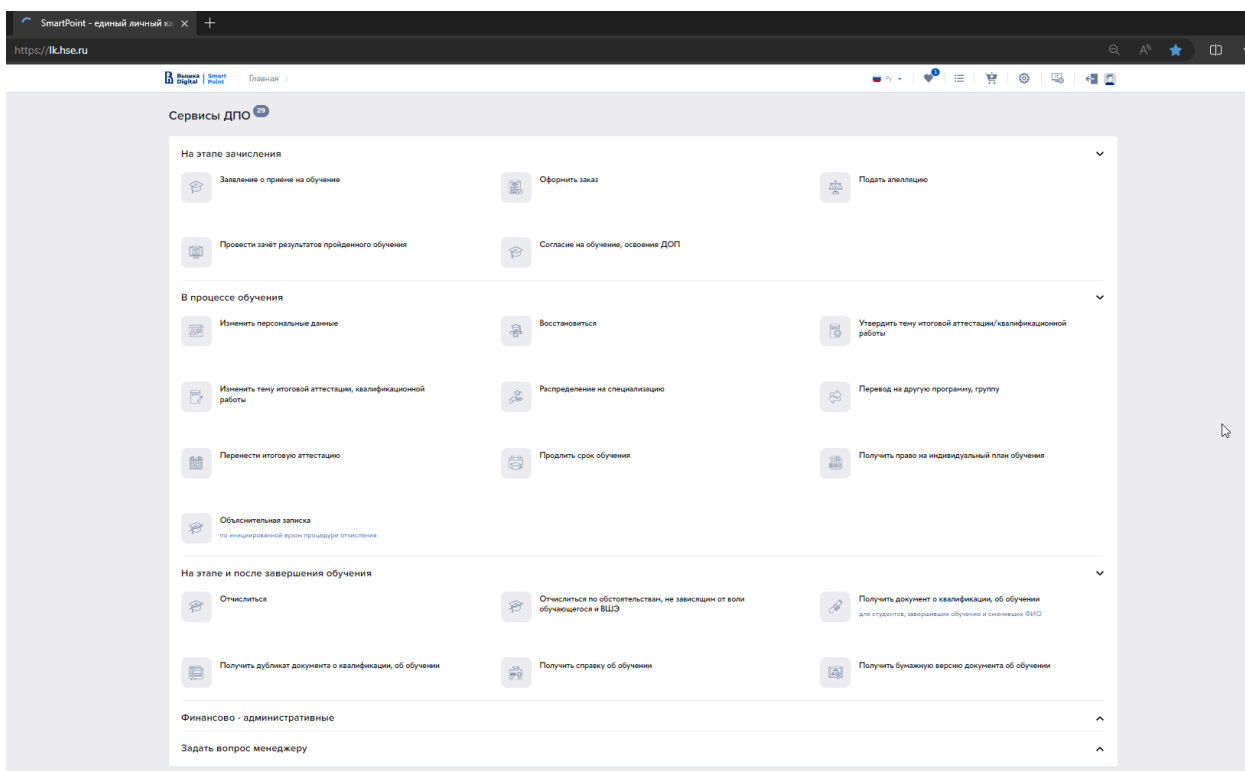 SmartPoint - единый личный ка
https://lk.hse.ru
Вышка Digital | Smart Point
Главная /
Ру
1
Сервисы ДПО 29
На этапе зачисления
Заявление о приеме на обучение
Оформить заказ
Подать апелляцию
Провести зачёт результатов пройденного обучения
Согласие на обучение, освоение ДОП
В процессе обучения
Изменить персональные данные
Восстановиться
Утвердить тему итоговой аттестации/квалификационной
работы
Изменить тему итоговой аттестации, квалификационной
работы
Распределение на специализацию
Перевод на другую программу, группу
Перенести итоговую аттестацию
Продлить срок обучения
Получить право на индивидуальный план обучения
Объяснительная записка
по инициированной вузом процедуре отчисления
На этапе и после завершения обучения
Отчислиться
Отчислиться по обстоятельствам, не зависящим от воли
обучающегося и ВШЭ
Получить документ о квалификации, об обучении
для студентов, завершивших обучение и сменивших ФИО
Получить дубликат документа о квалификации, об обучении
Получить справку об обучении
Получить бумажную версию документа об обучении
Финансово - административные
Задать вопрос менеджеру